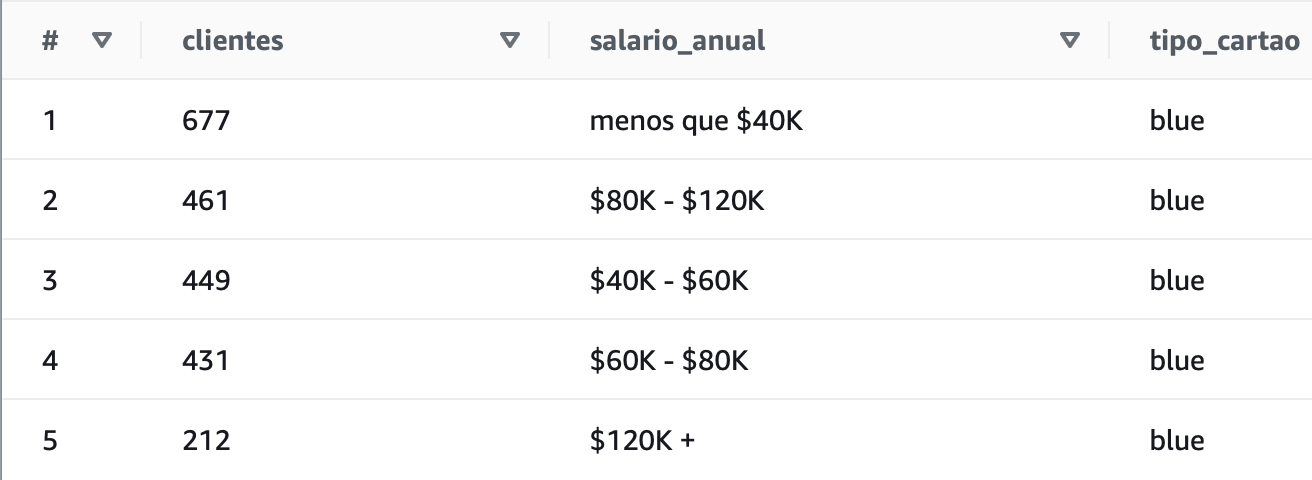 # clientes salario_anual tipo_cartao
1 677 menos que $40K blue
2 461 $80K - $120K blue
3 449 $40K - $60K blue
4 431 $60K - $80K blue
5 212 $120K + blue